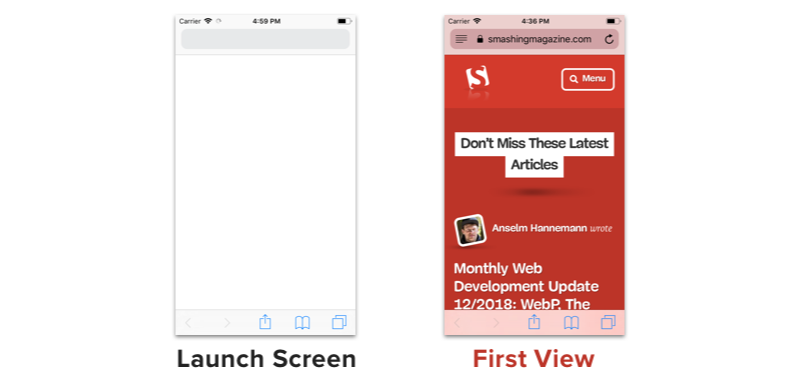 Carrier 4:59 PM
Carrier 4:36 PM
smashingmagazine.com
Menu
Don't Miss These Latest
Articles
Anselm Hannemann wrote
Monthly Web
Development Update
12/2018: WebP, The
Launch Screen
First View